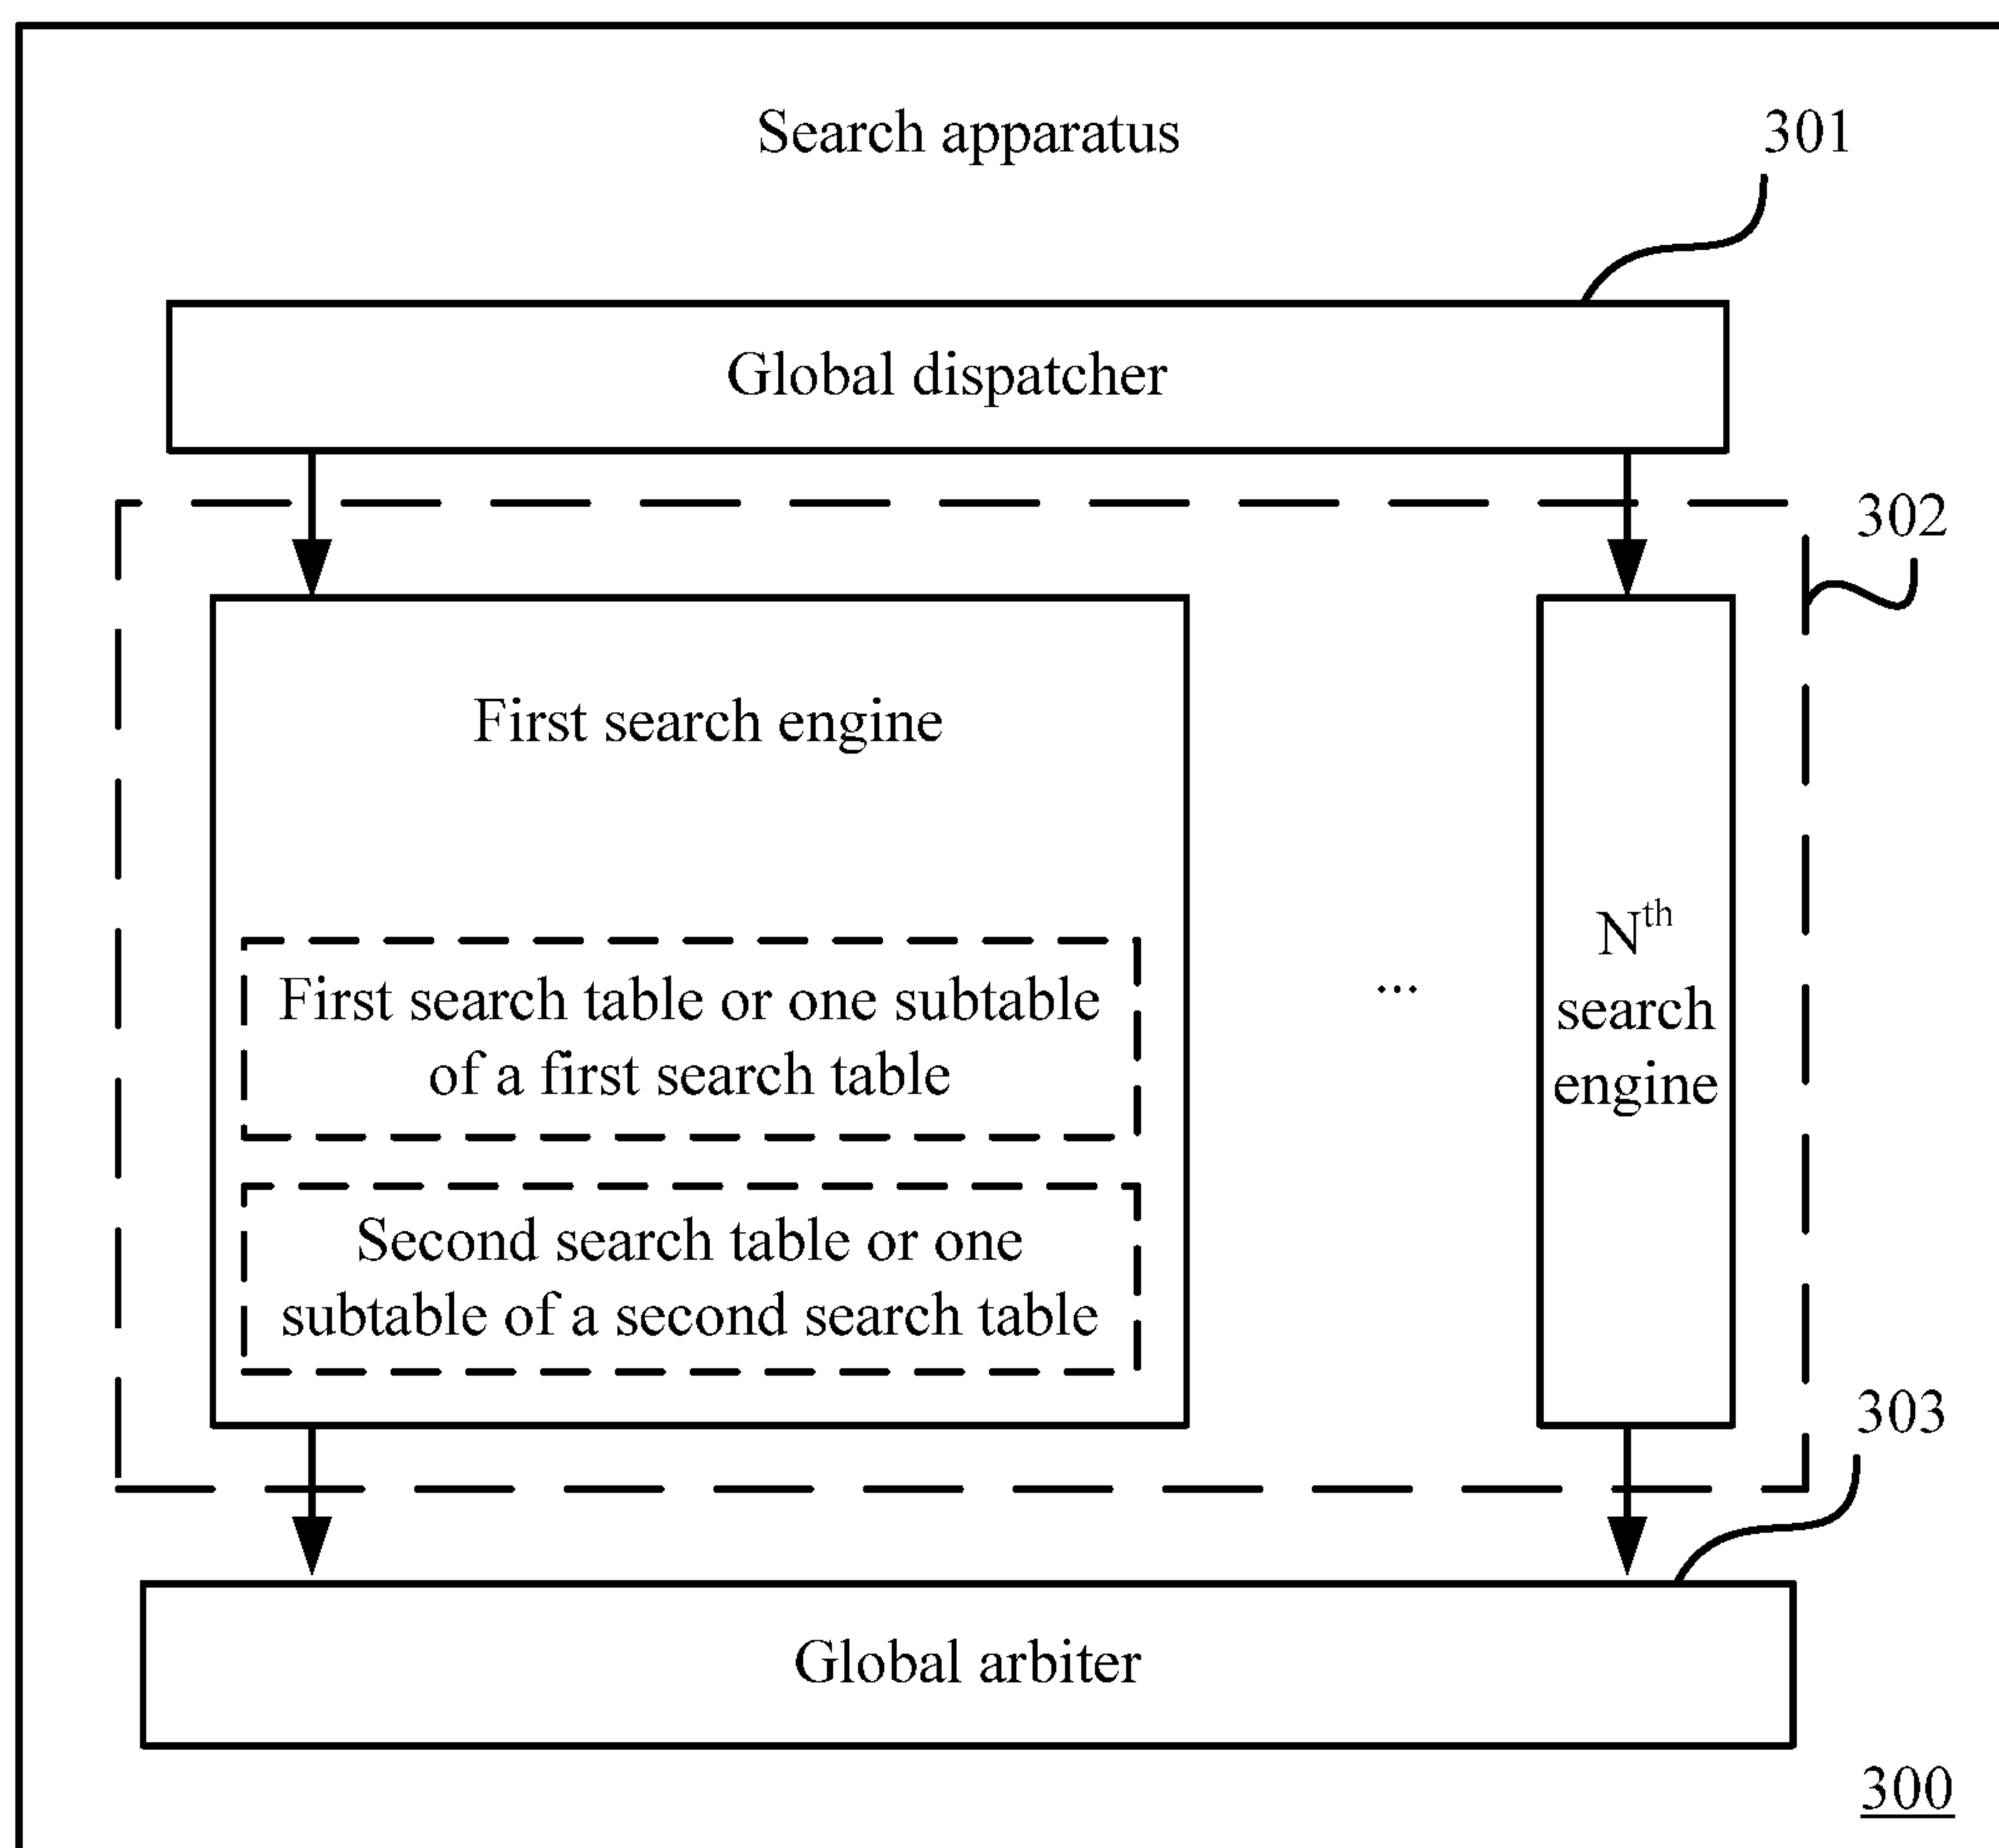 Search apparatus
301
Global dispatcher
302
First search engine
First search table or one subtable
of a first search table
Second search table or one
subtable of a second search table
...
Nth
search
engine
303
Global arbiter
300